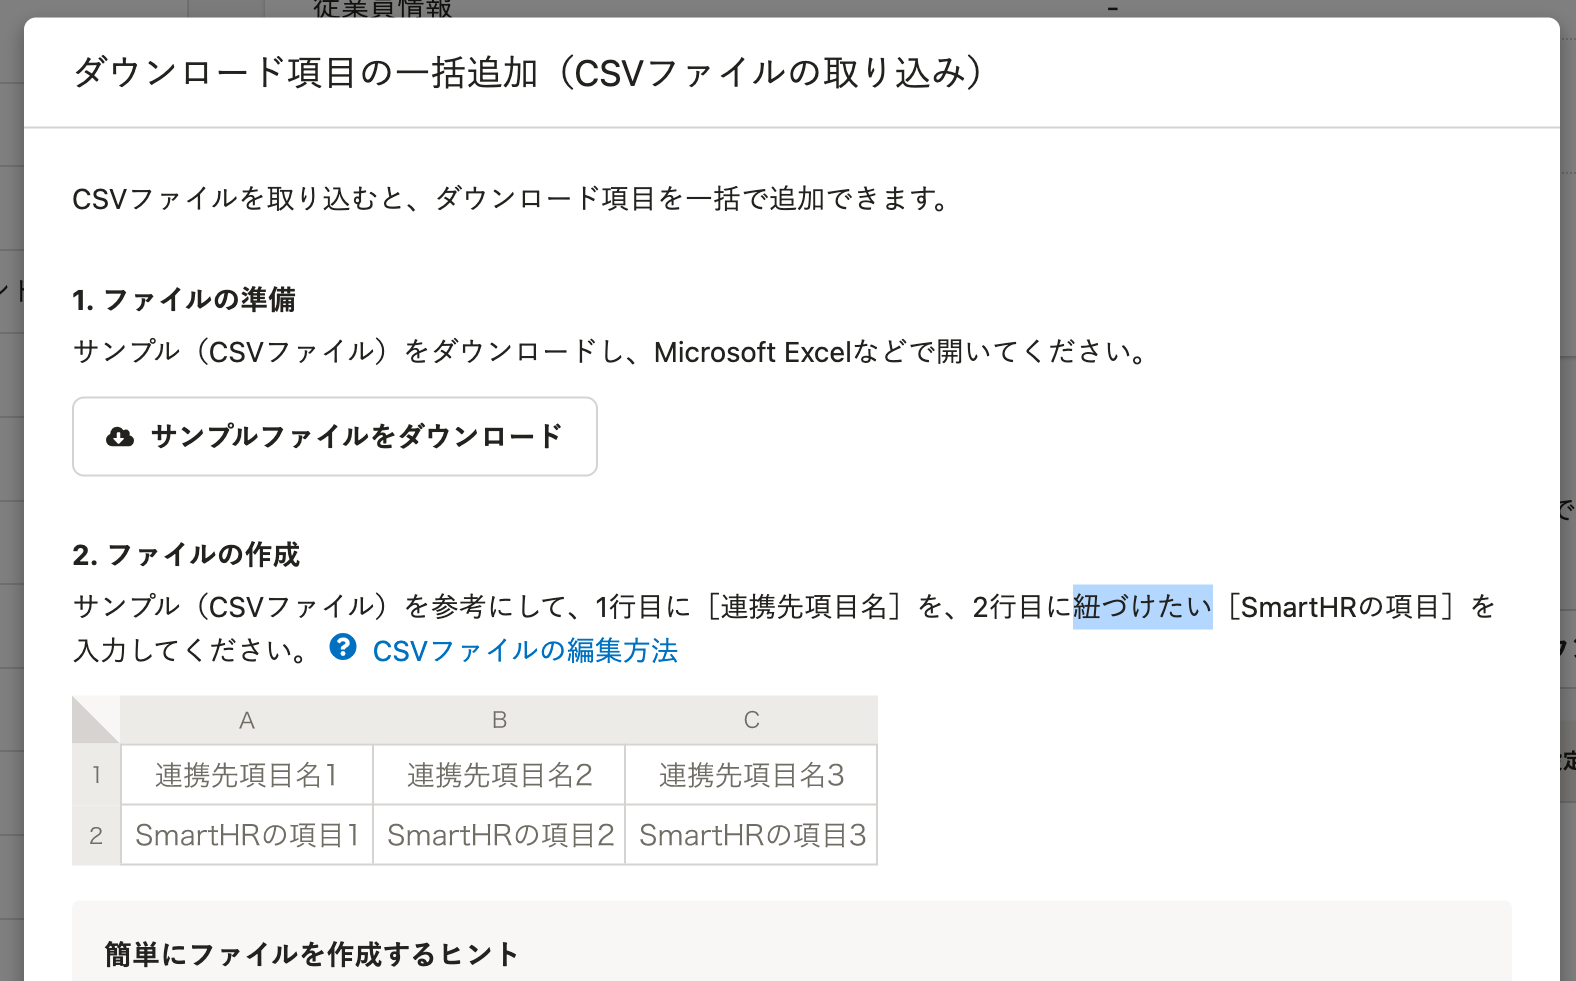 従業員情報
-
ダウンロード項目の一括追加（CSVファイルの取り込み）
CSVファイルを取り込むと、ダウンロード項目を一括で追加できます。
1. ファイルの準備
サンプル（CSVファイル）をダウンロードし、Microsoft Excelなどで開いてください。
サンプルファイルをダウンロード
2. ファイルの作成
サンプル（CSVファイル）を参考にして、1行目に［連携先項目名］を、2行目に紐づけたい［SmartHRの項目］を
入力してください。 ? CSVファイルの編集方法
A B C
1 連携先項目名1 連携先項目名2 連携先項目名3
2 SmartHRの項目1 SmartHRの項目2 SmartHRの項目3
簡単にファイルを作成するヒント